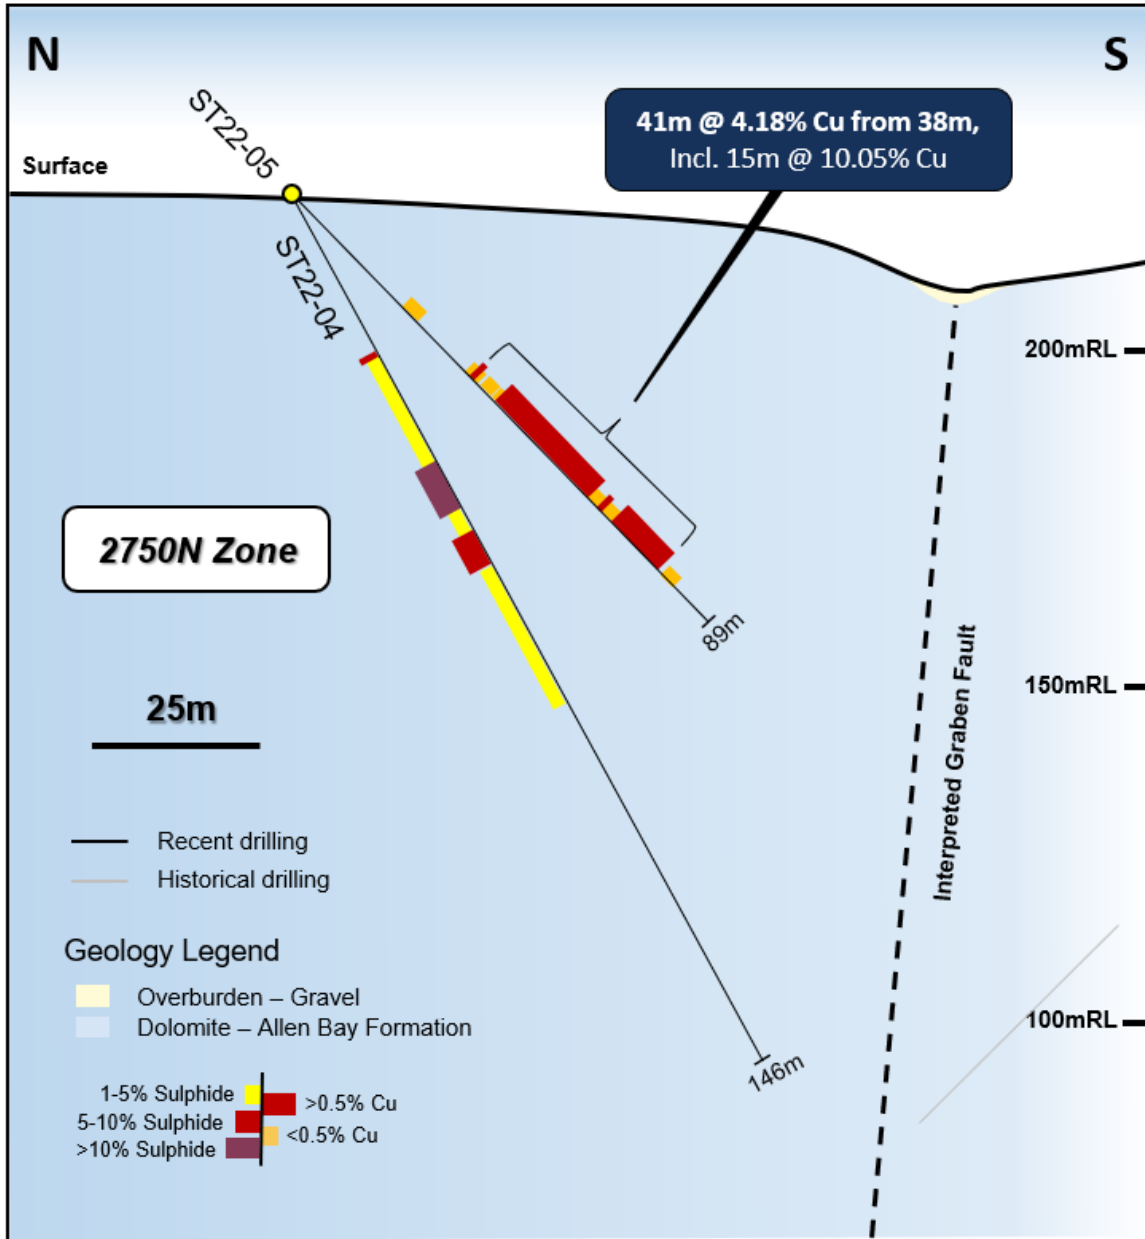 N
S
ST22-05
41m @ 4.18% Cu from 38m,
Incl. 15m @ 10.05% Cu
Surface
ST22-04
200mRL
2750N Zone
89m
150mRL
25m
Interpreted Graben Fault
Recent drilling
Historical drilling
Geology Legend
Overburden – Gravel
Dolomite – Allen Bay Formation
100mRL
146m
1-5% Sulphide
>0.5% Cu
5-10% Sulphide
<0.5% Cu
>10% Sulphide